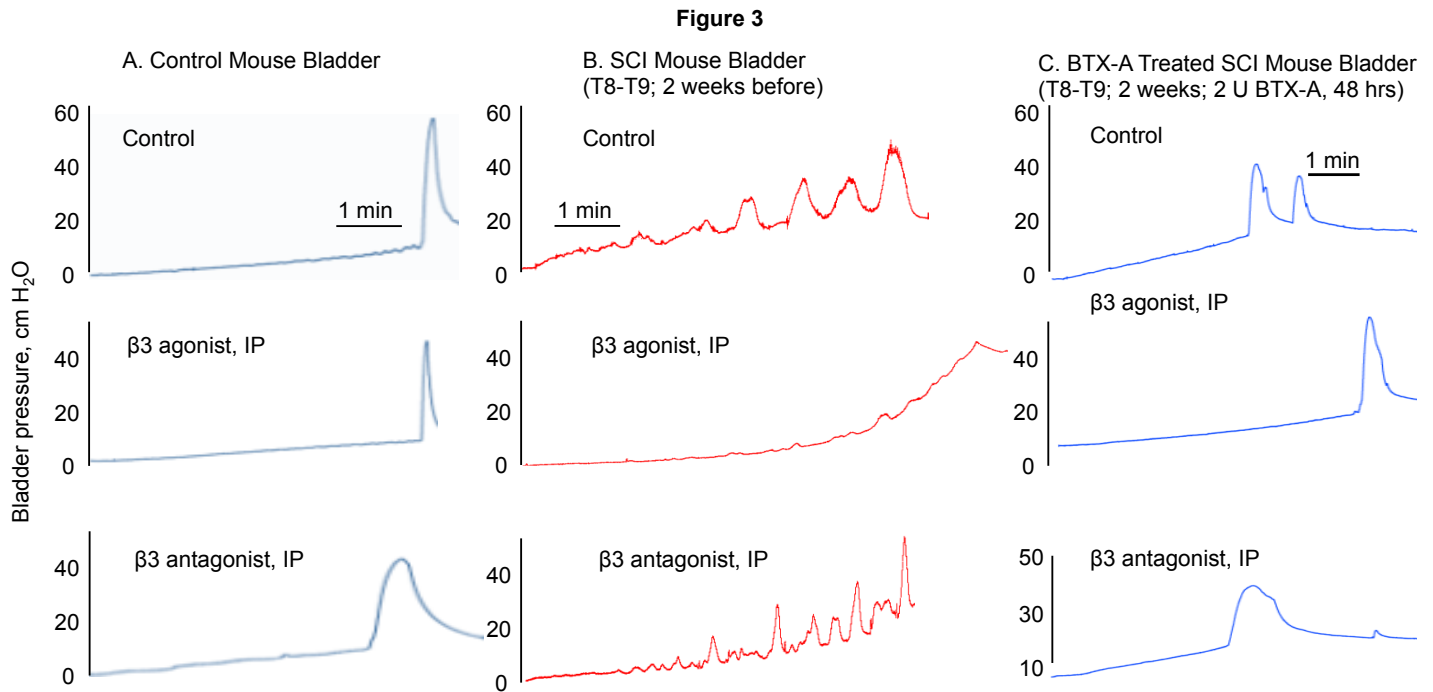 Figure 3
A. Control Mouse Bladder
B. SCI Mouse Bladder
(T8-T9; 2 weeks before)
C. BTX-A Treated SCI Mouse Bladder
(T8-T9; 2 weeks; 2 U BTX-A, 48 hrs)
Bladder pressure, cm H₂O
60
40
20
0
Control
1 min
60
40
20
0
Control
1 min
60
40
20
0
Control
1 min
40
20
0
β3 agonist, IP
40
20
0
β3 agonist, IP
40
20
0
β3 agonist, IP
40
20
0
β3 antagonist, IP
40
20
0
β3 antagonist, IP
50
30
10
β3 antagonist, IP